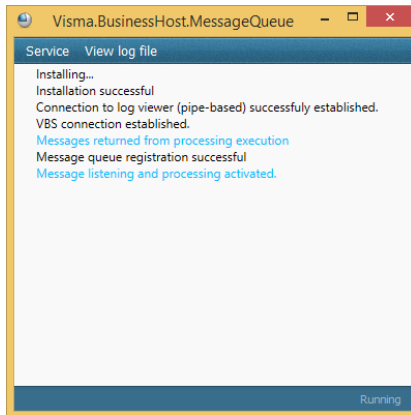 Visma.BusinessHost.MessageQueue
Service View log file
Installing...
Installation successful
Connection to log viewer (pipe-based) successfuly established.
VBS connection established.
Messages returned from processing execution
Message queue registration successful
Message listening and processing activated.
Running